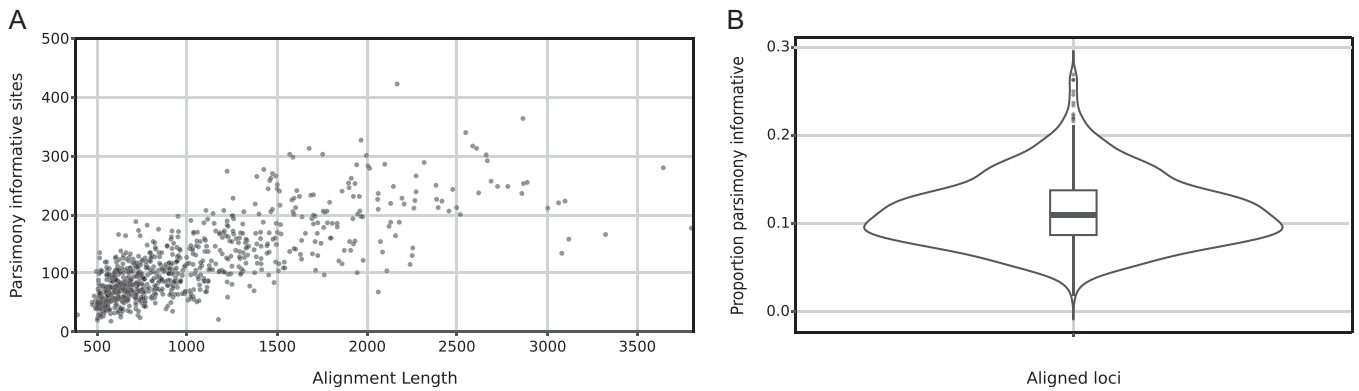 A
500
400
300
200
100
0
Parsimony informative sites
500 1000 1500 2000 2500 3000 3500
Alignment Length
B
0.3
0.2
0.1
0.0
Proportion parsimony informative
Aligned loci